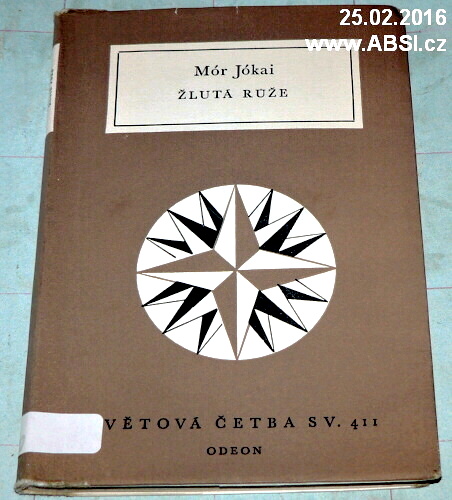 25.02.2016
www.ABSI.cz
Mór Jókai
ŽLUTÁ RŮŽE
VĚTOVÁ ČETBA SV. 411
ODEON